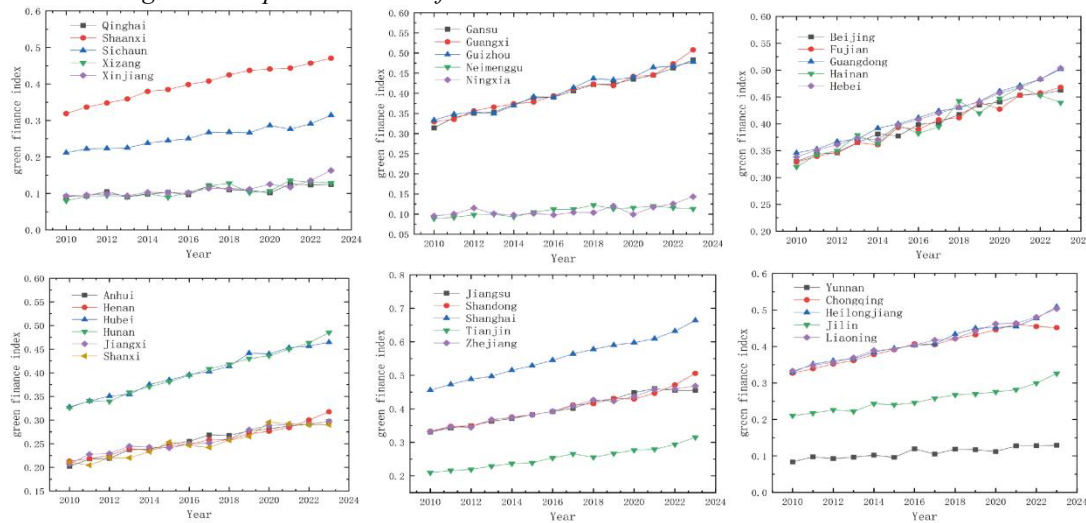 0.6
0.5
0.4
0.3
0.2
0.1
0.0
green finance index
Qinghai
Shaanxi
Sichaun
Xizang
Xinjiang
2010 2012 2014 2016 2018 2020 2022 2024
Year
0.60
0.55
0.50
0.45
0.40
0.35
0.30
0.15
0.10
0.05
green finance index
Gansu
Guangxi
Guizhou
Neimenggu
Ningxia
2010 2012 2014 2016 2018 2020 2022 2024
Year
0.60
0.55
0.50
0.45
0.40
0.35
0.30
0.25
0.20
green finance index
Beijing
Fujian
Guangdong
Hainan
Hebei
2010 2012 2014 2016 2018 2020 2022 2024
Year
0.60
0.55
0.50
0.45
0.40
0.35
0.30
0.25
0.20
0.15
green finance index
Anhui
Henan
Hubei
Hunan
Jiangxi
Shanxi
2010 2012 2014 2016 2018 2020 2022 2024
Year
0.8
0.7
0.6
0.5
0.4
0.3
0.2
green finance index
Jiangsu
Shandong
Shanghai
Tianjin
Zhejiang
2010 2012 2014 2016 2018 2020 2022 2024
Year
0.6
0.5
0.4
0.3
0.2
0.1
0.0
green finance index
Yunnan
Chongqing
Heilongjiang
Jilin
Liaoning
2010 2012 2014 2016 2018 2020 2022 2024
Year